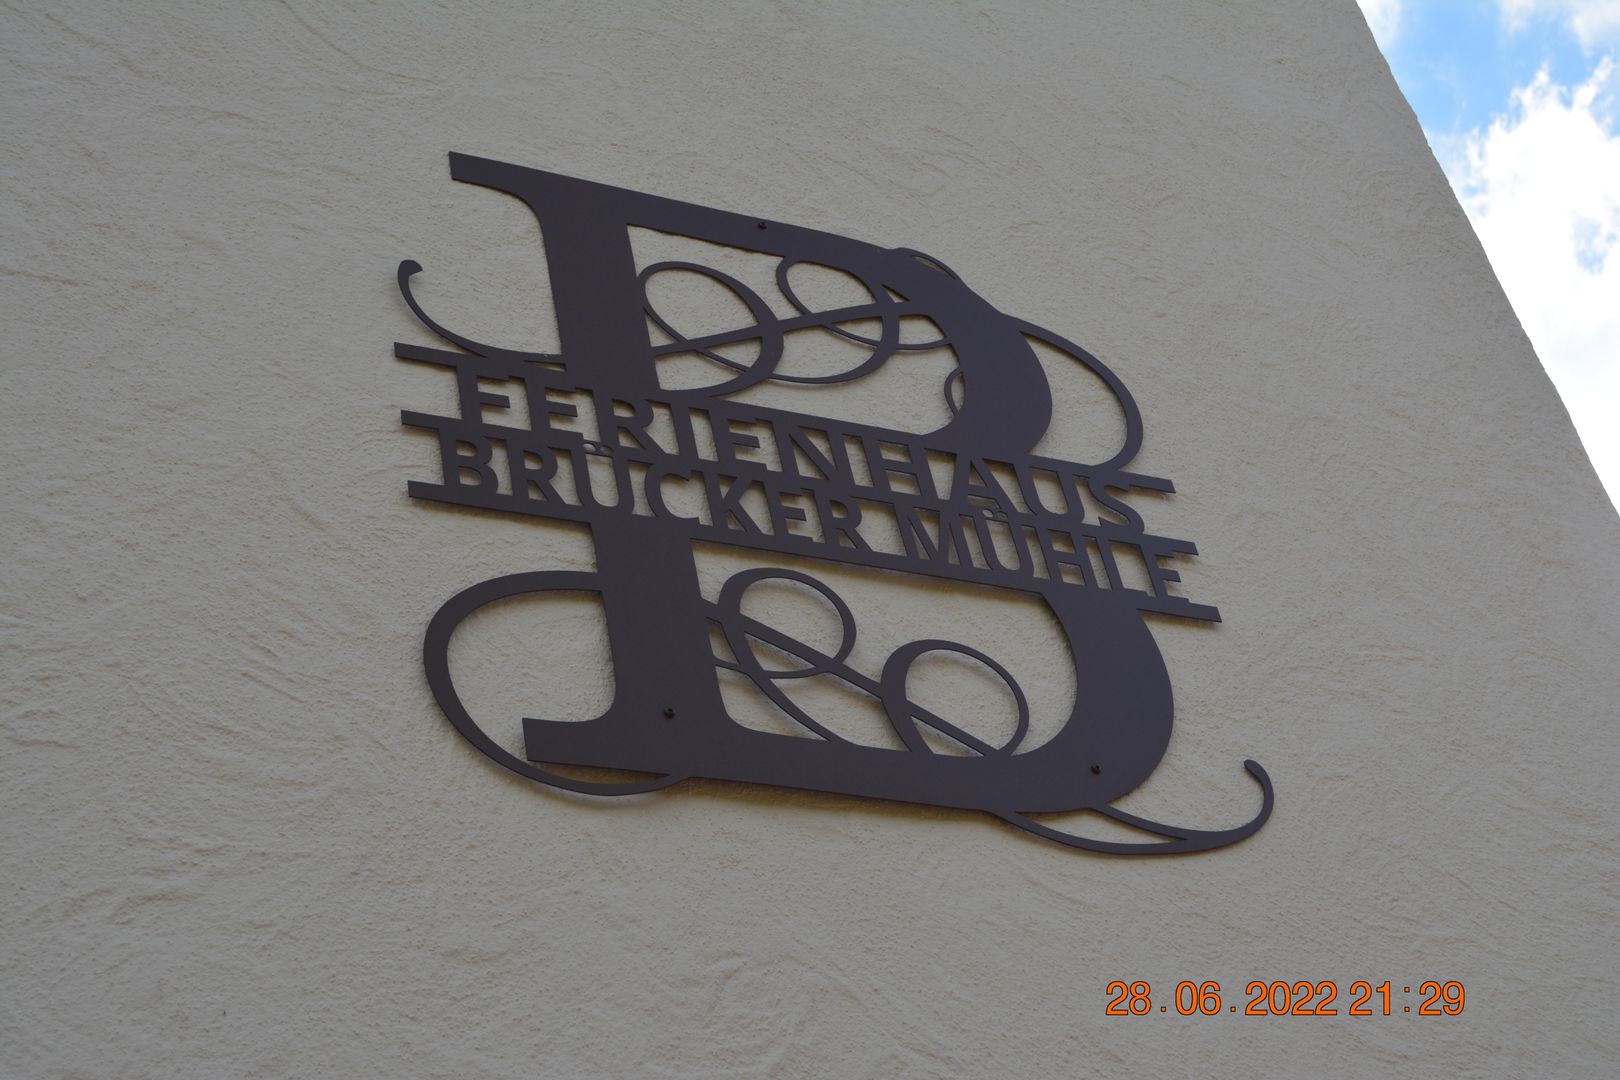 B
FERIENHAUS
BRÜCKER MÜHLE
28.06.2022 21:29